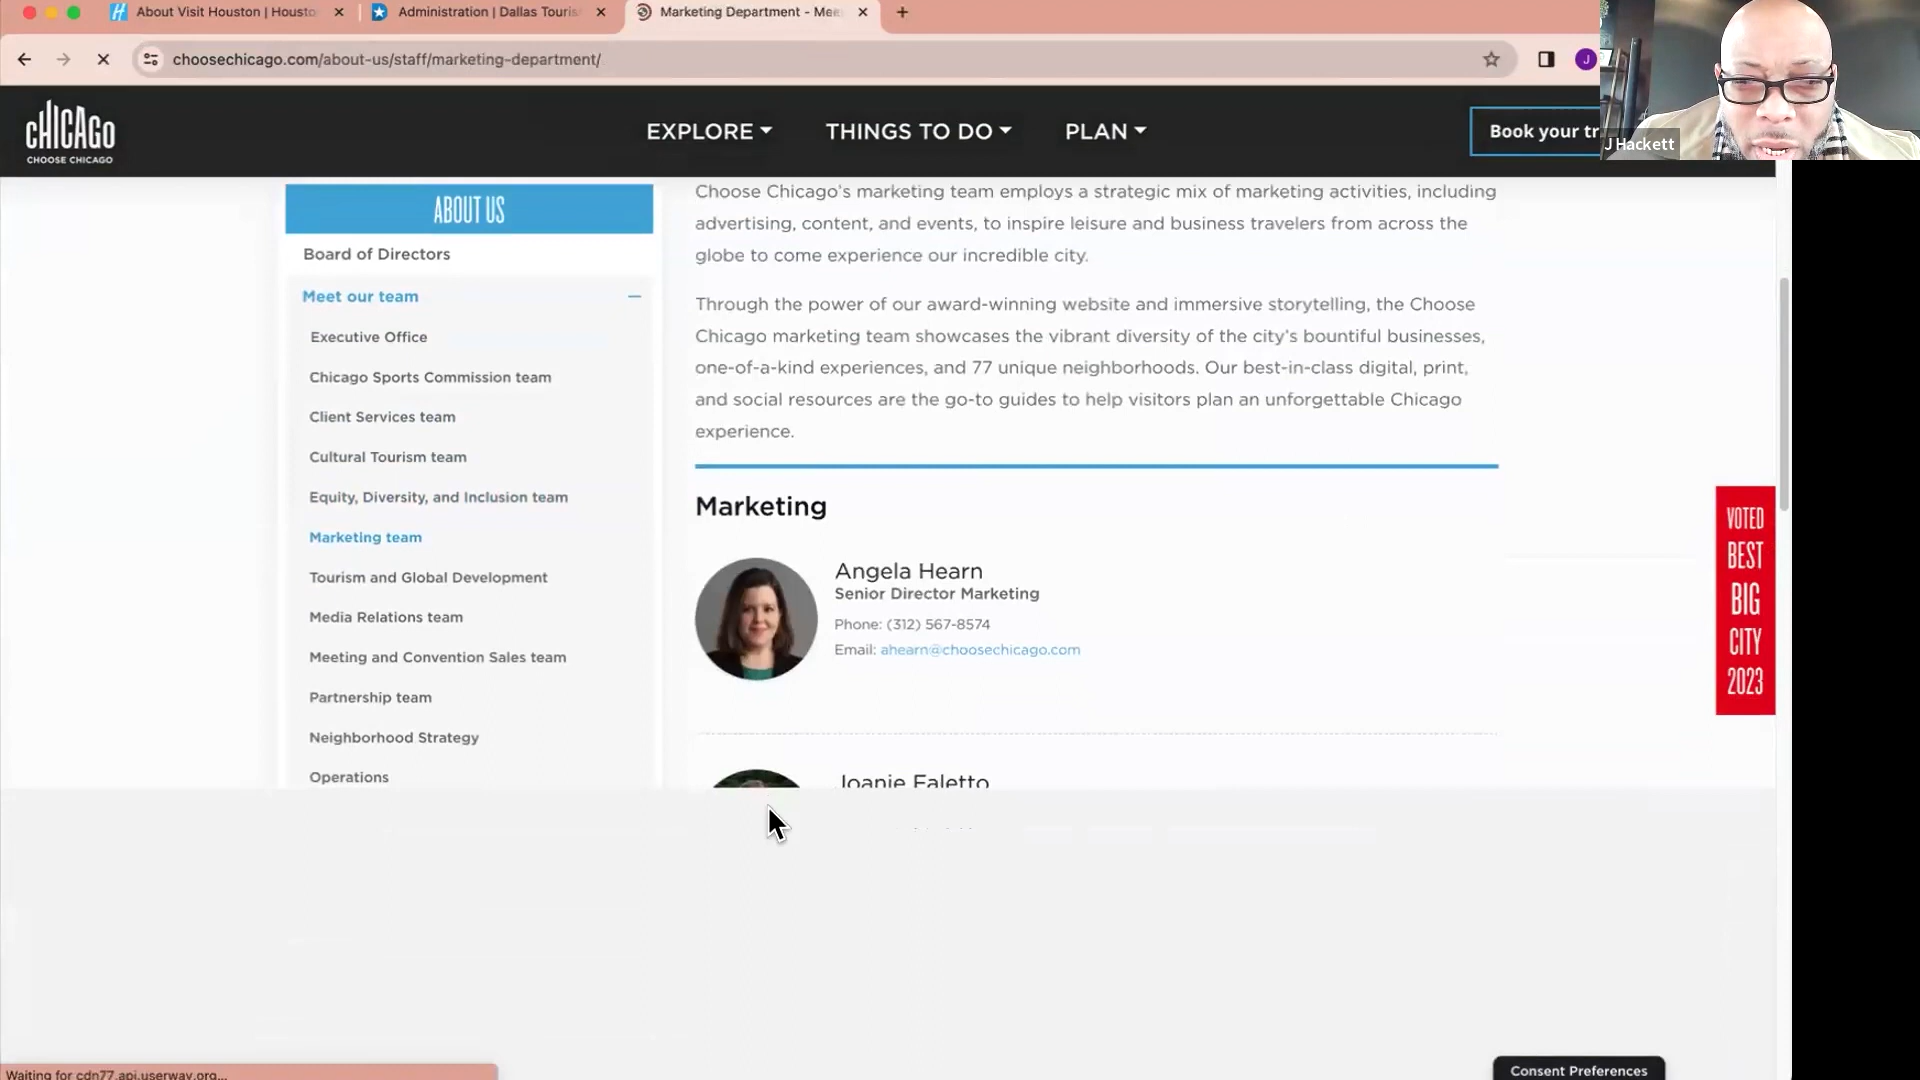 About Visit Houston | Housto
Administration | Dallas Touris
Marketing Department - Mee
choosechicago.com/about-us/staff/marketing-department/
J
J Hackett
CHICAGO
CHOOSE CHICAGO
EXPLORE
THINGS TO DO
PLAN
Book your tr
ABOUT US
Board of Directors
Meet our team
Executive Office
Chicago Sports Commission team
Client Services team
Cultural Tourism team
Equity, Diversity, and Inclusion team
Marketing team
Tourism and Global Development
Media Relations team
Meeting and Convention Sales team
Partnership team
Neighborhood Strategy
Operations
Choose Chicago's marketing team employs a strategic mix of marketing activities, including
advertising, content, and events, to inspire leisure and business travelers from across the
globe to come experience our incredible city.
Through the power of our award-winning website and immersive storytelling, the Choose
Chicago marketing team showcases the vibrant diversity of the city's bountiful businesses,
one-of-a-kind experiences, and 77 unique neighborhoods. Our best-in-class digital, print,
and social resources are the go-to guides to help visitors plan an unforgettable Chicago
experience.
Marketing
Angela Hearn
Senior Director Marketing
Phone: (312) 567-8574
Email: ahearn@choosechicago.com
Joanie Faletto
VOTED
BEST
BIG
CITY
2023
Waiting for cdn77.api.userway.org...
Consent Preferences